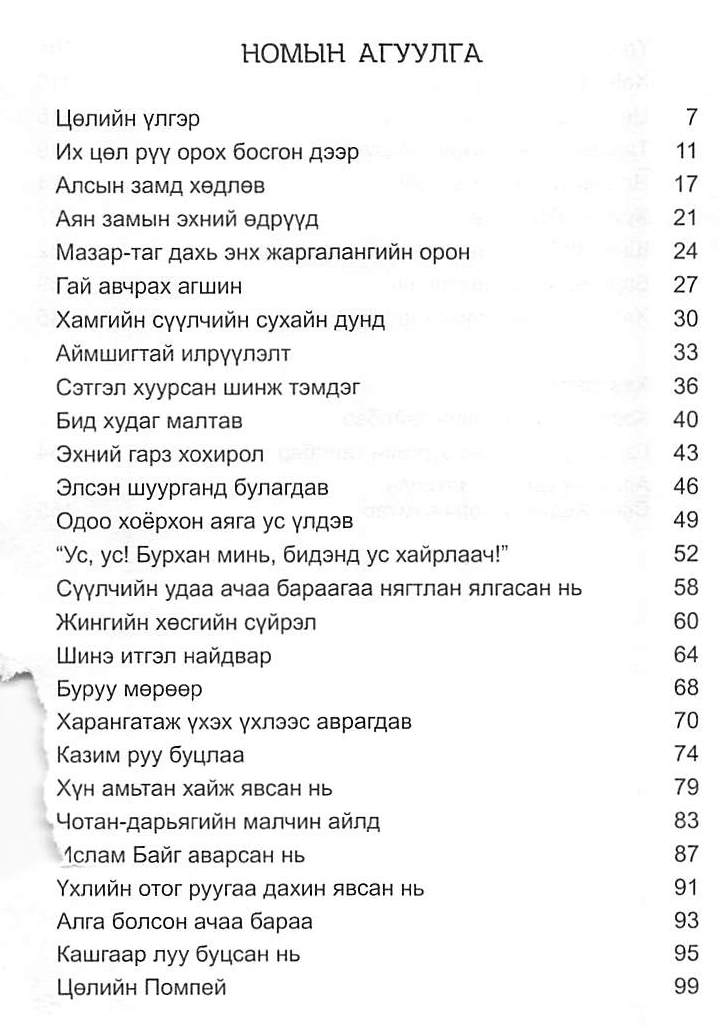 НОМЫН АГУУЛГА
Цөлийн үлгэр 7
Их цөл рүү орох босгон дээр 11
Алсын замд хөдлөв 17
Аян замын эхний өдрүүд 21
Мазар-таг дахь энх жаргалангийн орон 24
Гай авчрах агшин 27
Хамгийн сүүлчийн сухайн дунд 30
Аймшигтай илрүүлэлт 33
Сэтгэл хуурсан шинж тэмдэг 36
Бид худаг малтав 40
Эхний гарз хохирол 43
Элсэн шуурганд булагдав 46
Одоо хоёрхон аяга ус үлдэв 49
“Ус, ус! Бурхан минь, бидэнд ус хайрлаач!” 52
Сүүлчийн удаа ачаа бараагаа нягтлан ялгасан нь 58
Жингийн хөсгийн сүйрэл 60
Шинэ итгэл найдвар 64
Буруу мөрөөр 68
Харангатаж үхэх үхлээс аврагдав 70
Казим руу буцлаа 74
Хүн амьтан хайж явсан нь 79
Чотан-дарьягийн малчин айлд 83
Ислам Байг аварсан нь 87
Үхлийн отог руугаа дахин явсан нь 91
Алга болсон ачаа бараа 93
Кашгаар луу буцсан нь 95
Цөлийн Помпей 99